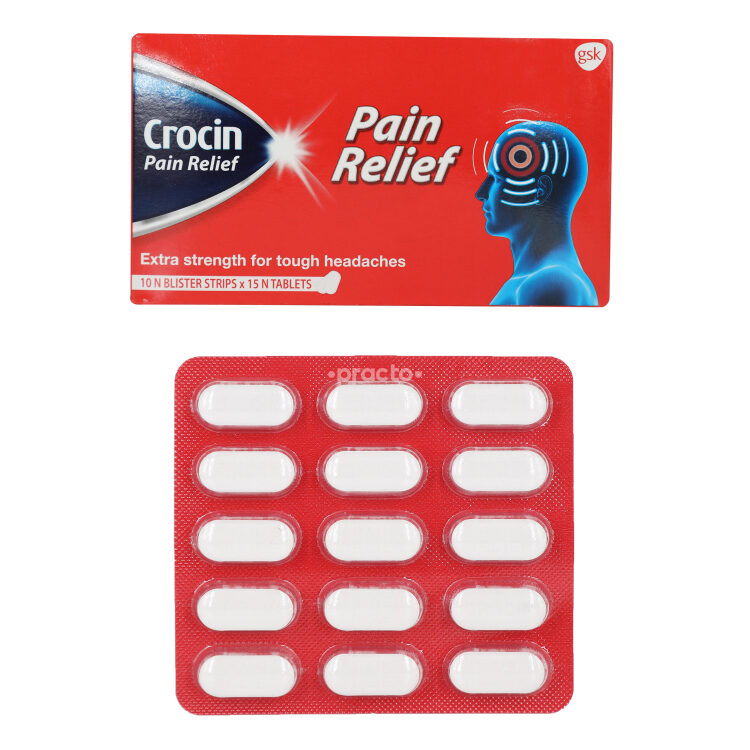 gsk
Crocin
Pain Relief
Pain
Relief
Extra strength for tough headaches
10 N BLISTER STRIPS x 15 N TABLETS
•practo•